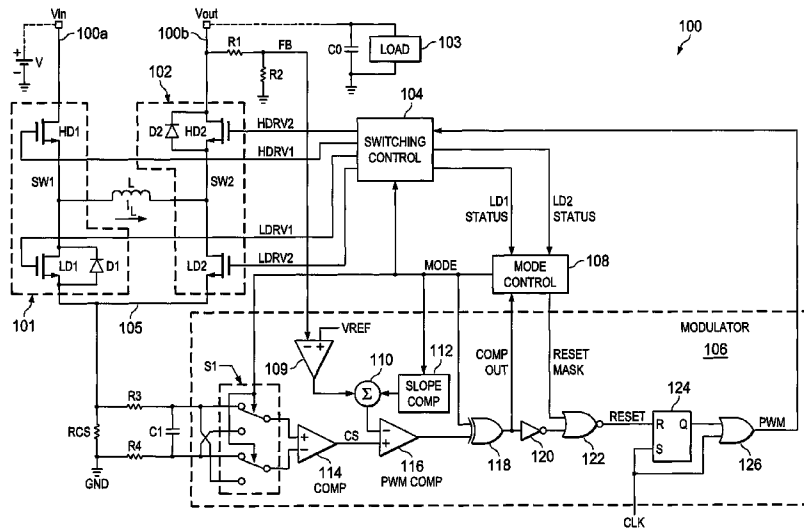 Vin
Vout
100a
100b
R1
FB
R2
C0
LOAD
103
100
V
102
104
D2
HD2
HD1
HDRV2
HDRV1
SWITCHING
CONTROL
SW1
L
IL
SW2
LD1
STATUS
LD2
STATUS
LDRV1
LDRV2
LD1
D1
LD2
MODE
MODE
CONTROL
108
101
105
VREF
109
110
Σ
112
SLOPE
COMP
COMP
OUT
RESET
MASK
MODULATOR
106
S1
R3
RCS
C1
R4
GND
CS
114
COMP
116
PWM COMP
118
120
122
RESET
124
R Q
S
126
PWM
CLK